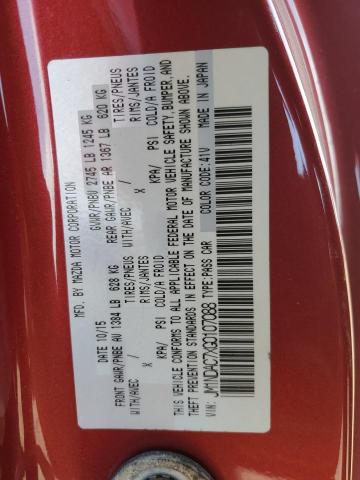 MFD. BY MAZDA MOTOR CORPORATION
DATE 10/15 GVWR/PNBV 2745 LB 1245 KG
FRONT GAWR/PNBE AV 1384 LB 628 KG REAR GAWR/PNBE AR 1367 LB 620 KG
WITH/AVEC TIRES/PNEUS WITH/AVEC TIRES/PNEUS
X RIMS/JANTES X RIMS/JANTES
/ KPA/ PSI COLD/A FROID / KPA/ PSI COLD/A FROID
THIS VEHICLE CONFORMS TO ALL APPLICABLE FEDERAL MOTOR VEHICLE SAFETY, BUMPER, AND
THEFT PREVENTION STANDARDS IN EFFECT ON THE DATE OF MANUFACTURE SHOWN ABOVE.
VIN: JM1NDAC7XG0107088 COLOR CODE:41V MADE IN JAPAN
TYPE:PASS CAR